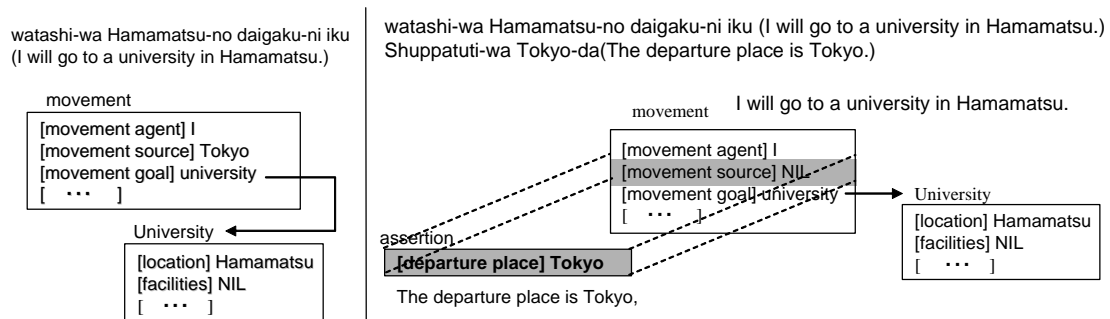 watashi-wa Hamamatsu-no daigaku-ni iku
(I will go to a university in Hamamatsu.)
movement
[movement agent] I
[movement source] Tokyo
[movement goal] university
[ ･･･ ]
University
[location] Hamamatsu
[facilities] NIL
[ ･･･ ]
watashi-wa Hamamatsu-no daigaku-ni iku (I will go to a university in Hamamatsu.)
Shuppatuti-wa Tokyo-da(The departure place is Tokyo.)
movement
I will go to a university in Hamamatsu.
[movement agent] I
[movement source] NIL
[movement goal] university
[ ･･･ ]
University
[location] Hamamatsu
[facilities] NIL
[ ･･･ ]
assertion
[departure place] Tokyo
The departure place is Tokyo,